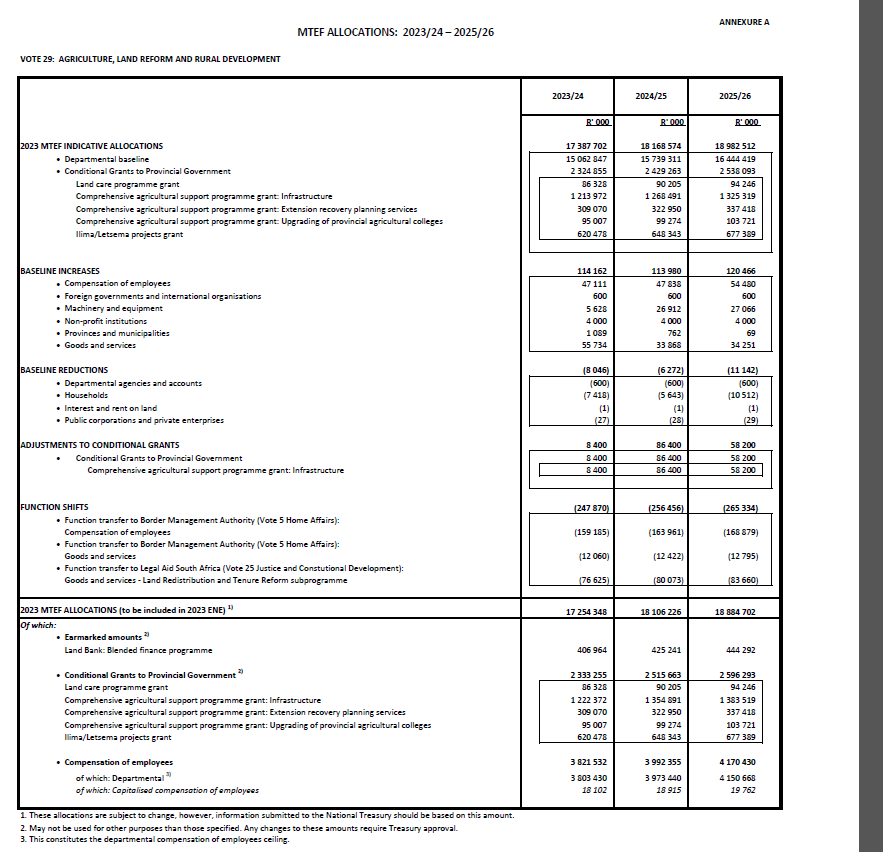 ANNEXURE A
MTEF ALLOCATIONS: 2023/24 – 2025/26
VOTE 29: AGRICULTURE, LAND REFORM AND RURAL DEVELOPMENT
2023/24 2024/25 2025/26
R' 000 R' 000 R' 000
2023 MTEF INDICATIVE ALLOCATIONS 17 387 702 18 168 574 18 982 512
• Departmental baseline 15 062 847 15 739 311 16 444 419
• Conditional Grants to Provincial Government 2 324 855 2 429 263 2 538 093
Land care programme grant 86 328 90 205 94 246
Comprehensive agricultural support programme grant: Infrastructure 1 213 972 1 268 491 1 325 319
Comprehensive agricultural support programme grant: Extension recovery planning services 309 070 322 950 337 418
Comprehensive agricultural support programme grant: Upgrading of provincial agricultural colleges 95 007 99 274 103 721
Ilima/Letsema projects grant 620 478 648 343 677 389
BASELINE INCREASES 114 162 113 980 120 466
• Compensation of employees 47 111 47 838 54 480
• Foreign governments and international organisations 600 600 600
• Machinery and equipment 5 628 26 912 27 066
• Non-profit institutions 4 000 4 000 4 000
• Provinces and municipalities 1 089 762 69
• Goods and services 55 734 33 868 34 251
BASELINE REDUCTIONS (8 046) (6 272) (11 142)
• Departmental agencies and accounts (600) (600) (600)
• Households (7 418) (5 643) (10 512)
• Interest and rent on land (1) (1) (1)
• Public corporations and private enterprises (27) (28) (29)
ADJUSTMENTS TO CONDITIONAL GRANTS 8 400 86 400 58 200
• Conditional Grants to Provincial Government 8 400 86 400 58 200
Comprehensive agricultural support programme grant: Infrastructure 8 400 86 400 58 200
FUNCTION SHIFTS (247 870) (256 456) (265 334)
• Function transfer to Border Management Authority (Vote 5 Home Affairs):
Compensation of employees (159 185) (163 961) (168 879)
• Function transfer to Border Management Authority (Vote 5 Home Affairs):
Goods and services (12 060) (12 422) (12 795)
• Function transfer to Legal Aid South Africa (Vote 25 Justice and Constutional Development):
Goods and services - Land Redistribution and Tenure Reform subprogramme (76 625) (80 073) (83 660)
2023 MTEF ALLOCATIONS (to be included in 2023 ENE) 1) 17 254 348 18 106 226 18 884 702
Of which:
• Earmarked amounts 2)
Land Bank: Blended finance programme 406 964 425 241 444 292
• Conditional Grants to Provincial Government 2) 2 333 255 2 515 663 2 596 293
Land care programme grant 86 328 90 205 94 246
Comprehensive agricultural support programme grant: Infrastructure 1 222 372 1 354 891 1 383 519
Comprehensive agricultural support programme grant: Extension recovery planning services 309 070 322 950 337 418
Comprehensive agricultural support programme grant: Upgrading of provincial agricultural colleges 95 007 99 274 103 721
Ilima/Letsema projects grant 620 478 648 343 677 389
• Compensation of employees 3 821 532 3 992 355 4 170 430
of which: Departmental 3) 3 803 430 3 973 440 4 150 668
of which: Capitalised compensation of employees 18 102 18 915 19 762
1. These allocations are subject to change, however, information submitted to the National Treasury should be based on this amount.
2. May not be used for other purposes than those specified. Any changes to these amounts require Treasury approval.
3. This constitutes the departmental compensation of employees ceiling.